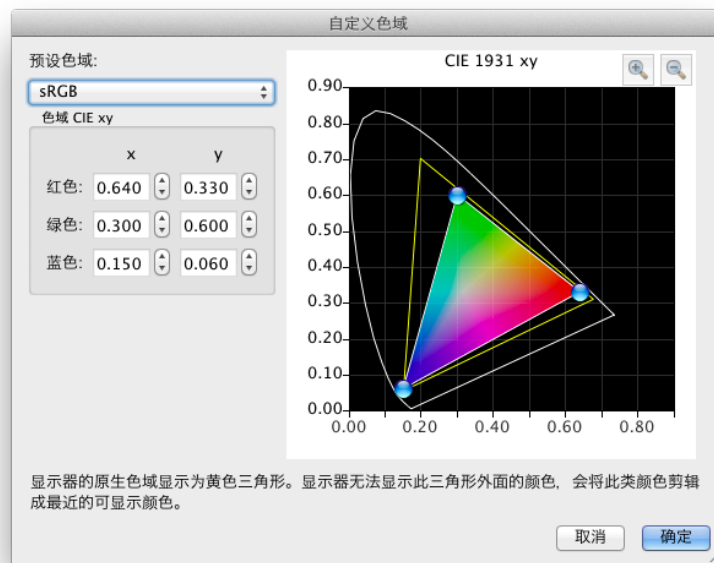 自定义色域
预设色域:
sRGB
色域 CIE xy
x y
红色: 0.640 0.330
绿色: 0.300 0.600
蓝色: 0.150 0.060
CIE 1931 xy
0.90
0.80
0.70
0.60
0.50
0.40
0.30
0.20
0.10
0.00
0.00 0.20 0.40 0.60 0.80
显示器的原生色域显示为黄色三角形。显示器无法显示此三角形外面的颜色，会将此类颜色剪辑
成最近的可显示颜色。
取消 确定